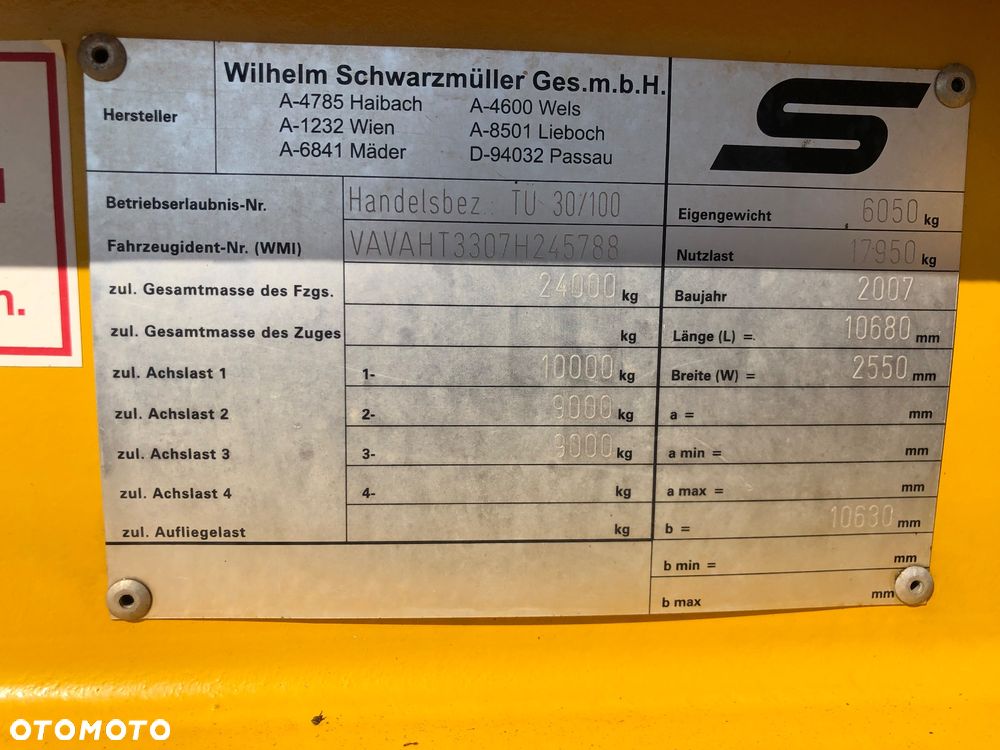 Hersteller
Wilhelm Schwarzmüller Ges.m.b.H.
A-4785 Haibach A-4600 Wels
A-1232 Wien A-8501 Lieboch
A-6841 Mäder D-94032 Passau
S
Betriebserlaubnis-Nr. Handelsbez.: TÜ 30/100
Fahrzeugident-Nr. (WMI) VAVAHT3307H245788
zul. Gesamtmasse des Fzgs. 24000 kg
zul. Gesamtmasse des Zuges kg
zul. Achslast 1 1- 10000 kg
zul. Achslast 2 2- 9000 kg
zul. Achslast 3 3- 9000 kg
zul. Achslast 4 4- kg
zul. Aufliegelast kg
Eigengewicht 6050 kg
Nutzlast 17950 kg
Baujahr 2007
Länge (L) = 10680 mm
Breite (W) = 2550 mm
a = mm
a min = mm
a max = mm
b = 10630 mm
b min = mm
b max mm
n.
OTOMOTO